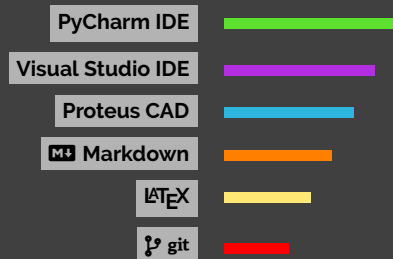 PyCharm IDE
Visual Studio IDE
Proteus CAD
M Markdown
LATEX
git